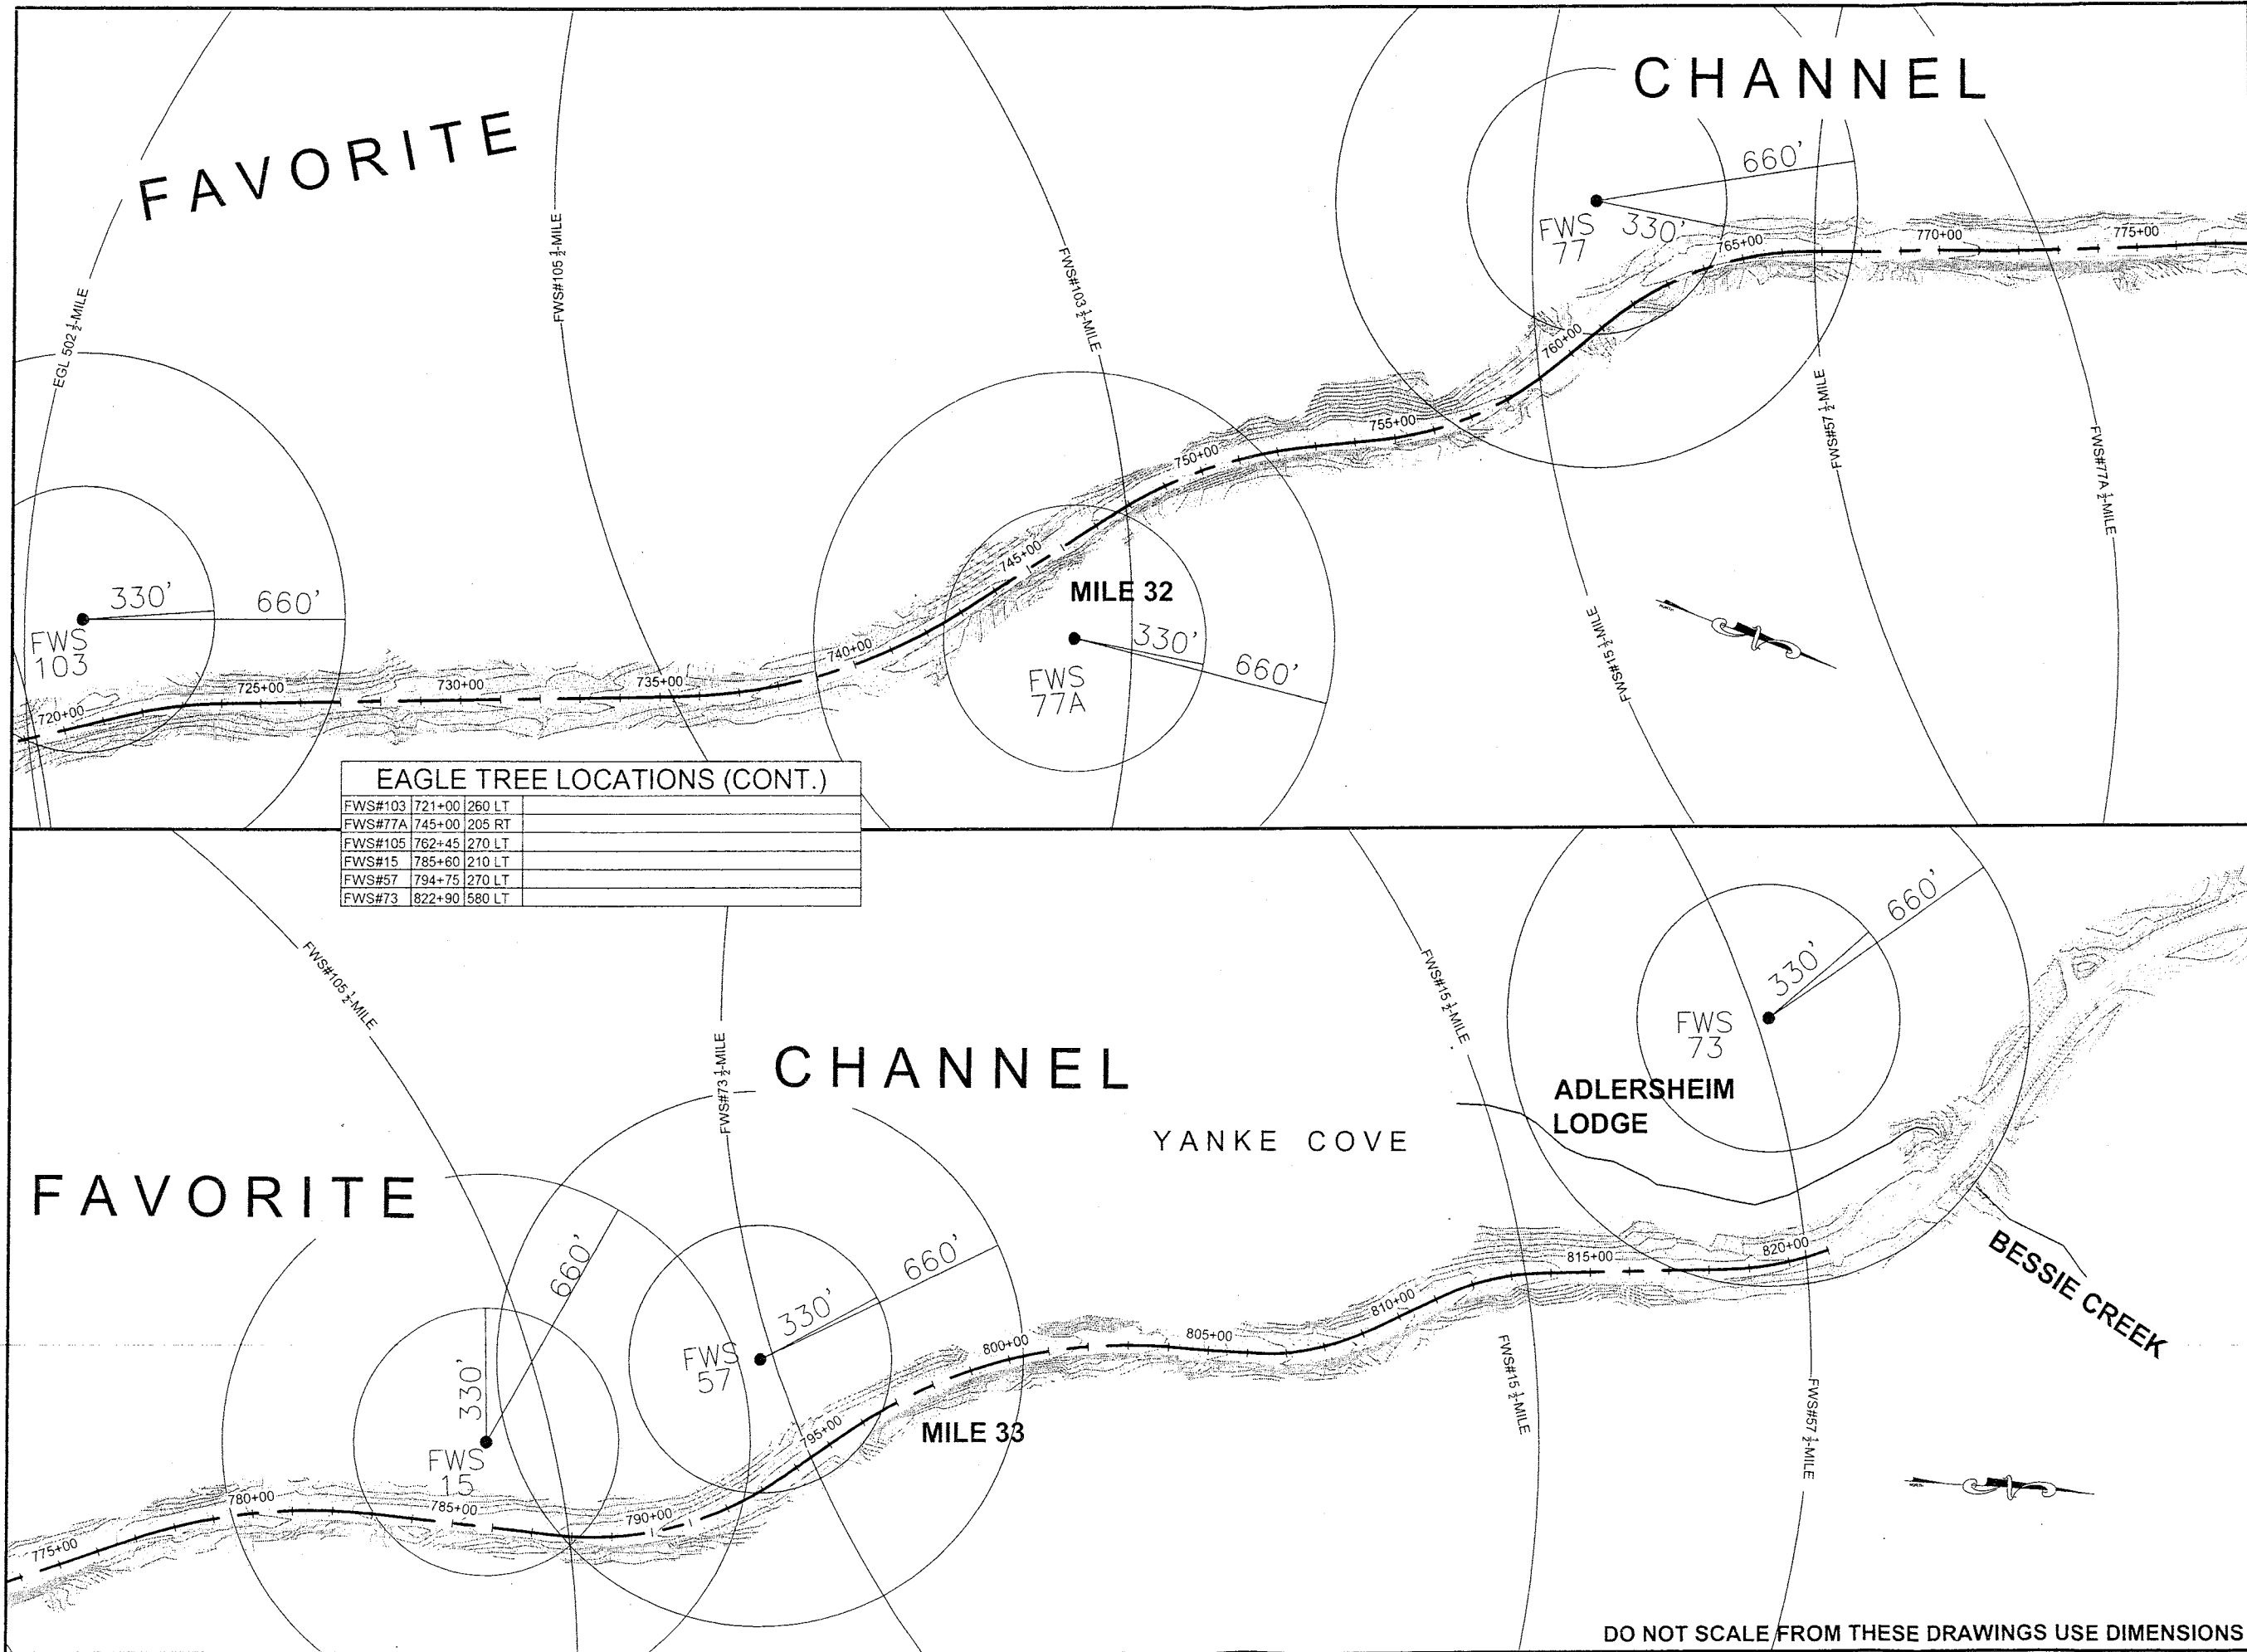 CHANNEL
FAVORITE
660'
FWS
77
330'
765+00
770+00
775+00
EGL 502 1/2-MILE
FWS#105 1/2-MILE
FWS#103 1/2-MILE
760+00
FWS#57 1/2-MILE
755+00
FWS#77A 1/2-MILE
750+00
745+00
MILE 32
330'
660'
FWS
103
330'
660'
FWS
77A
FWS#15 1/2-MILE
740+00
735+00
730+00
725+00
720+00
EAGLE TREE LOCATIONS (CONT.)
FWS#103 721+00 260 LT
FWS#77A 745+00 205 RT
FWS#105 762+45 270 LT
FWS#15 785+60 210 LT
FWS#57 794+75 270 LT
FWS#73 822+90 580 LT
660'
330'
FWS
73
FWS#105 1/2-MILE
FWS#73 1/2-MILE
FWS#15 1/2-MILE
CHANNEL
ADLERSHEIM
LODGE
YANKE COVE
FAVORITE
660'
660'
330'
FWS
57
330'
FWS
15
BESSIE CREEK
775+00
780+00
785+00
790+00
795+00
800+00
805+00
810+00
815+00
820+00
MILE 33
FWS#15 1/2-MILE
FWS#57 1/2-MILE
DO NOT SCALE FROM THESE DRAWINGS USE DIMENSIONS